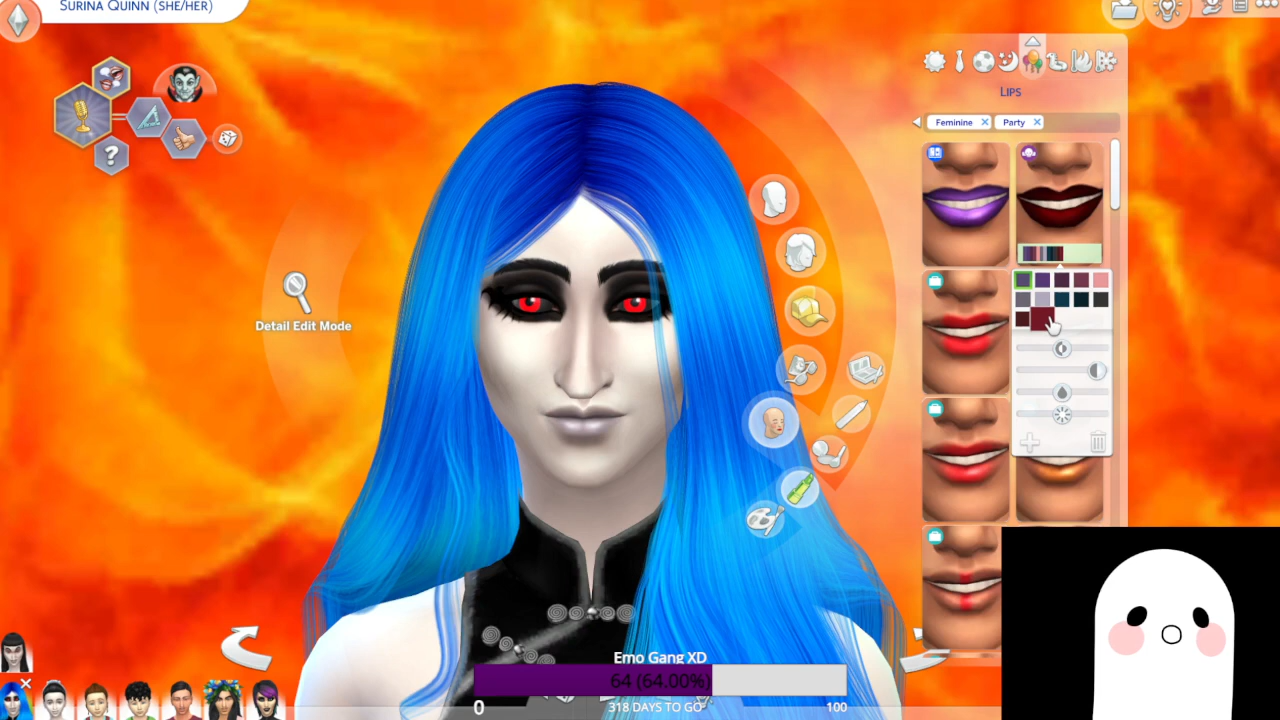 SURINA QUINN (SHE/HER)
?
LIPS
Feminine
Party
Detail Edit Mode
Emo Gang XD
64 (64.00%)
0
318 DAYS TO GO
100